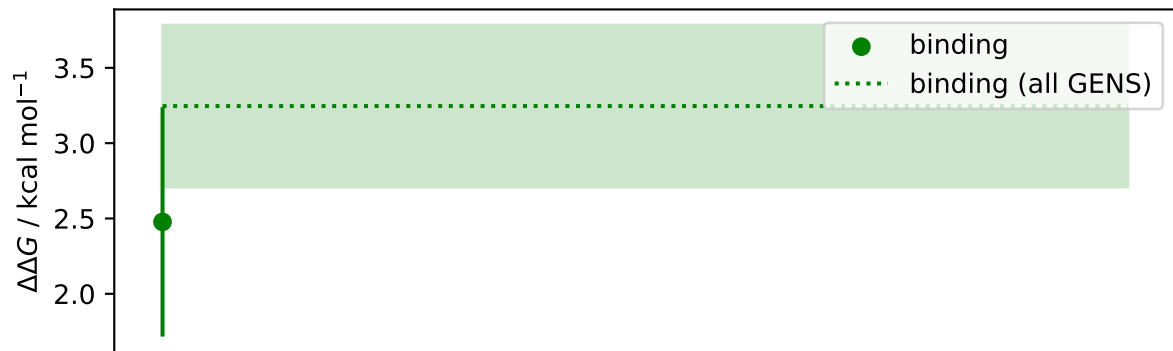 ΔΔG / kcal mol⁻¹
3.5
3.0
2.5
2.0
binding
binding (all GENS)